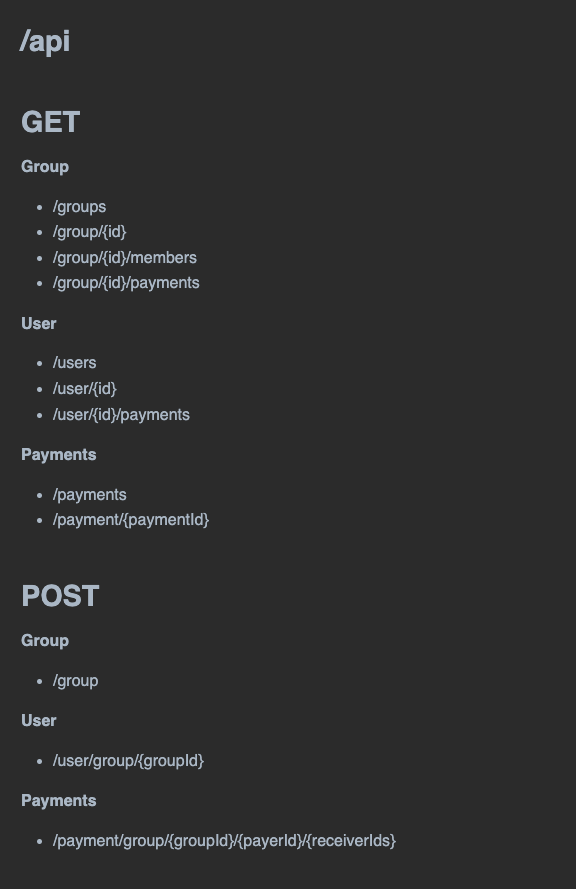 /api
GET
Group
/groups
/group/{id}
/group/{id}/members
/group/{id}/payments
User
/users
/user/{id}
/user/{id}/payments
Payments
/payments
/payment/{paymentId}
POST
Group
/group
User
/user/group/{groupId}
Payments
/payment/group/{groupId}/{payerId}/{receiverIds}